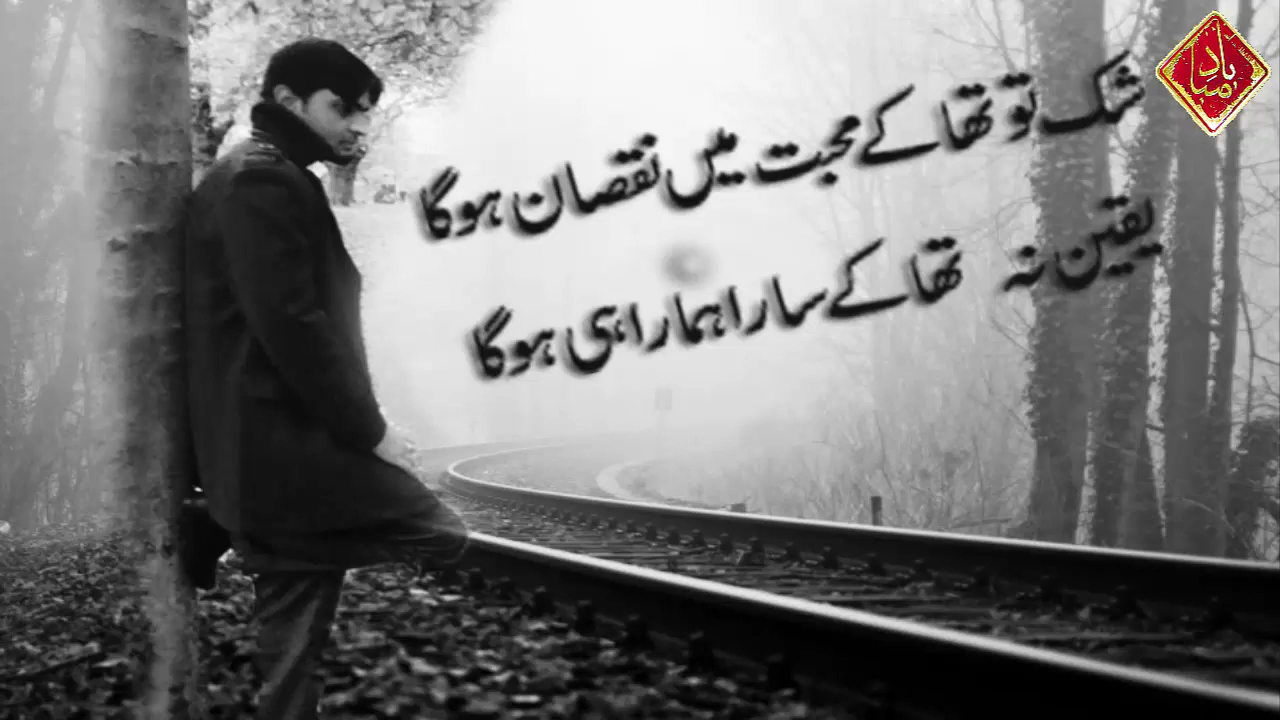 شک تو تھا کے محبت میں نقصان ہوگا
یقین نہ تھا کے سارا ہمارا ہی ہوگا